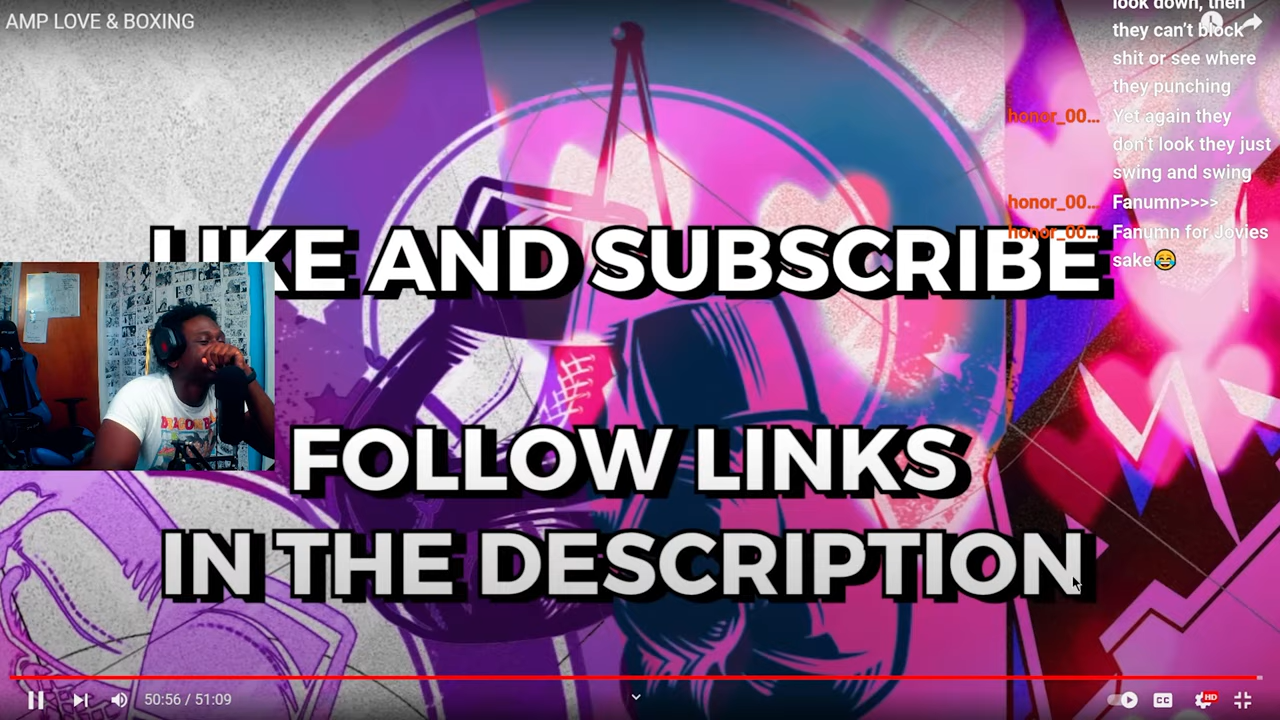 AMP LOVE & BOXING
look down, then
they can't block
shit or see where
they punching
honor_00... Yet again they
don't look they just
swing and swing
honor_00... Fanumn>>>>
honor_00... Fanumn for Jovies
sake😂
LIKE AND SUBSCRIBE
FOLLOW LINKS
IN THE DESCRIPTION
50:56 / 51:09
CC
HD